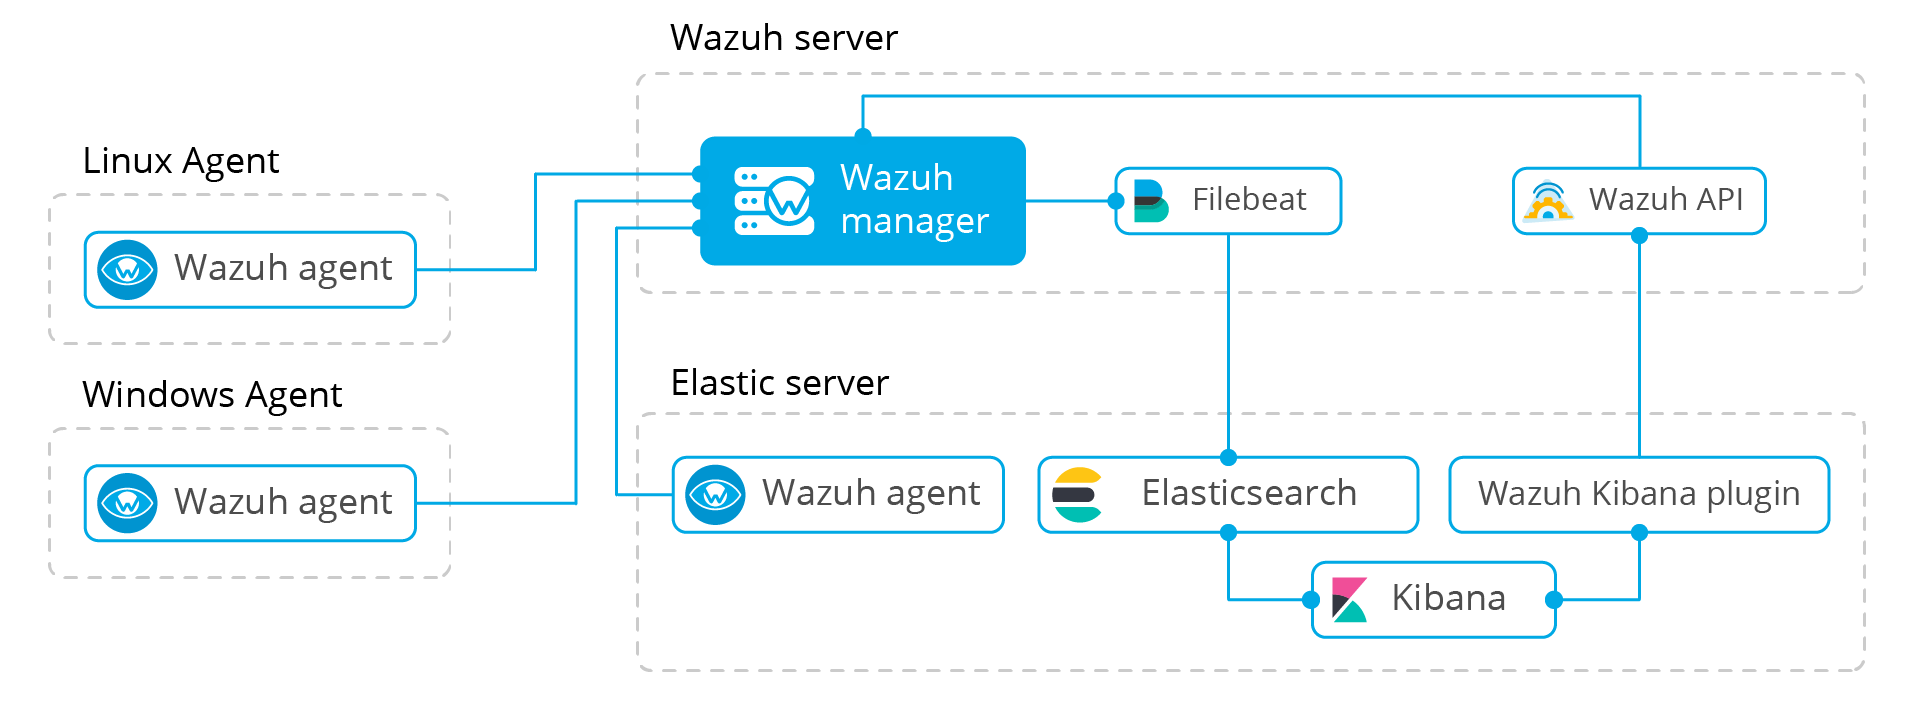 Wazuh server
Wazuh
manager
Filebeat
Wazuh API
Linux Agent
Wazuh agent
Windows Agent
Wazuh agent
Elastic server
Wazuh agent
Elasticsearch
Wazuh Kibana plugin
Kibana